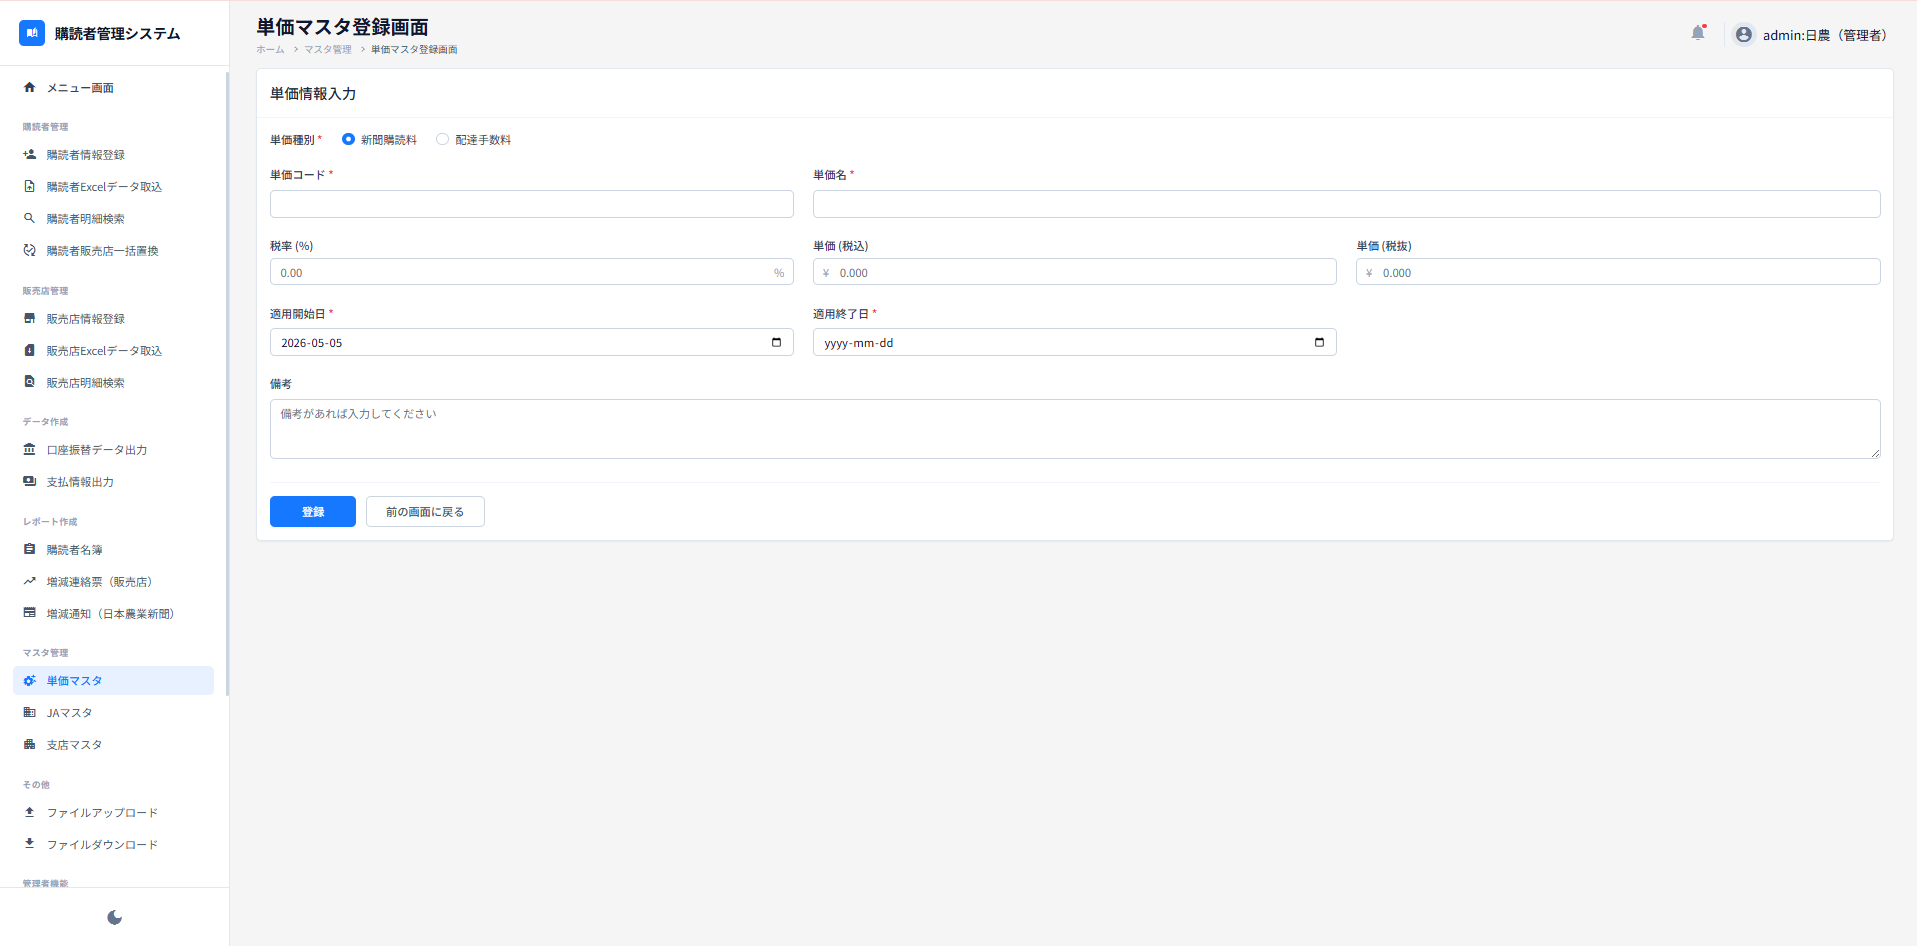 購読者管理システム
メニュー画面
購読者管理
購読者情報登録
購読者Excelデータ取込
購読者明細検索
購読者販売店一括置換
販売店管理
販売店情報登録
販売店Excelデータ取込
販売店明細検索
データ作成
口座振替データ出力
支払情報出力
レポート作成
購読者名簿
増減連絡票（販売店）
増減通知（日本農業新聞）
マスタ管理
単価マスタ
JAマスタ
支店マスタ
その他
ファイルアップロード
ファイルダウンロード
管理者機能
単価マスタ登録画面
ホーム > マスタ管理 > 単価マスタ登録画面
admin:日農（管理者）
単価情報入力
単価種別 * 新聞購読料 配達手数料
単価コード * 単価名 *
税率 (%) 単価 (税込) 単価 (税抜)
0.00 % ¥ 0.000 ¥ 0.000
適用開始日 * 適用終了日 *
2026-05-05 yyyy-mm-dd
備考
備考があれば入力してください
登録 前の画面に戻る